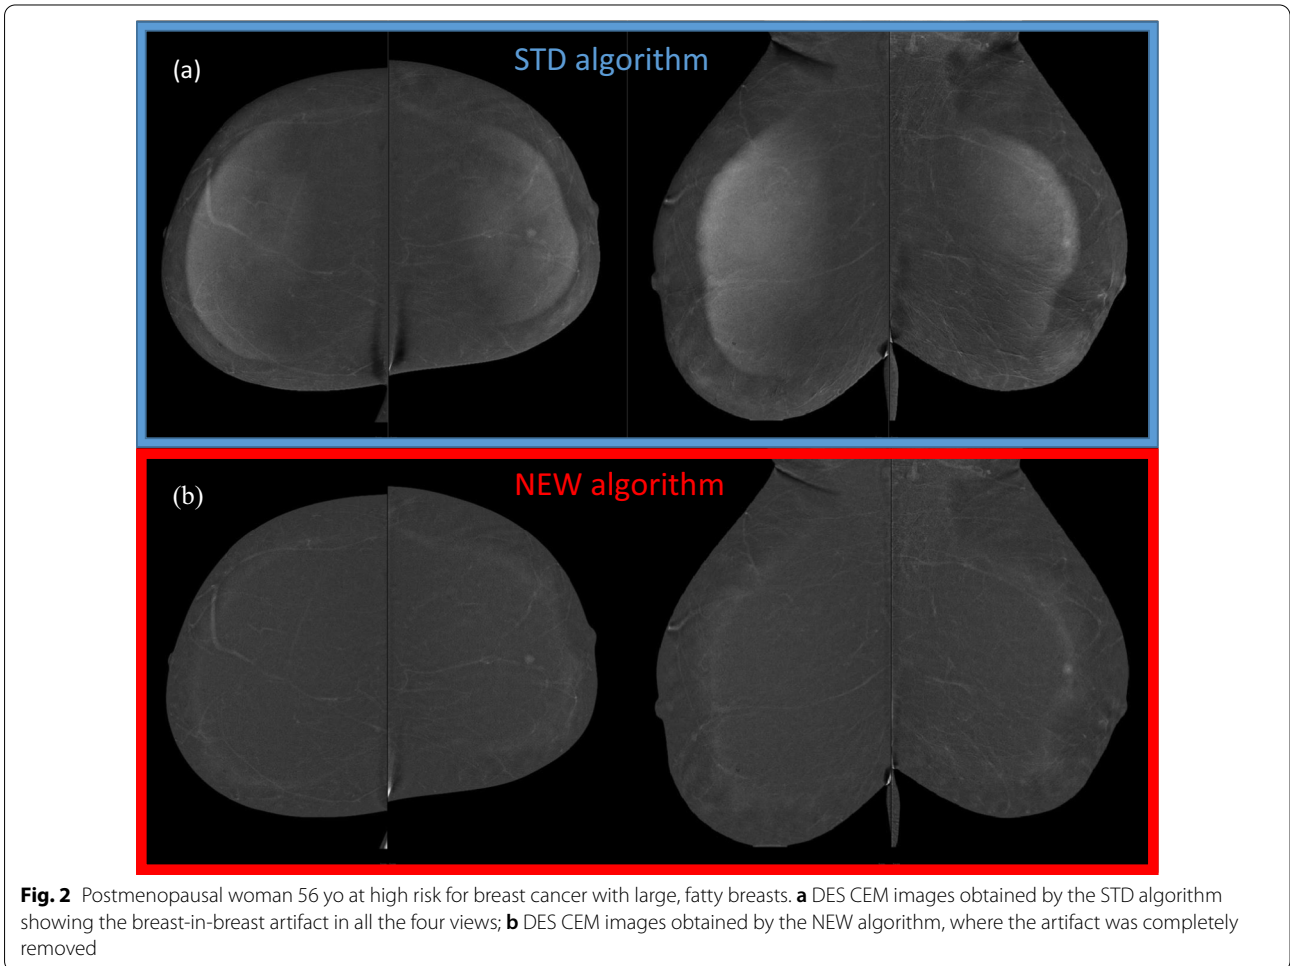 (a)
STD algorithm
(b)
NEW algorithm
Fig. 2 Postmenopausal woman 56 yo at high risk for breast cancer with large, fatty breasts. a DES CEM images obtained by the STD algorithm
showing the breast-in-breast artifact in all the four views; b DES CEM images obtained by the NEW algorithm, where the artifact was completely
removed